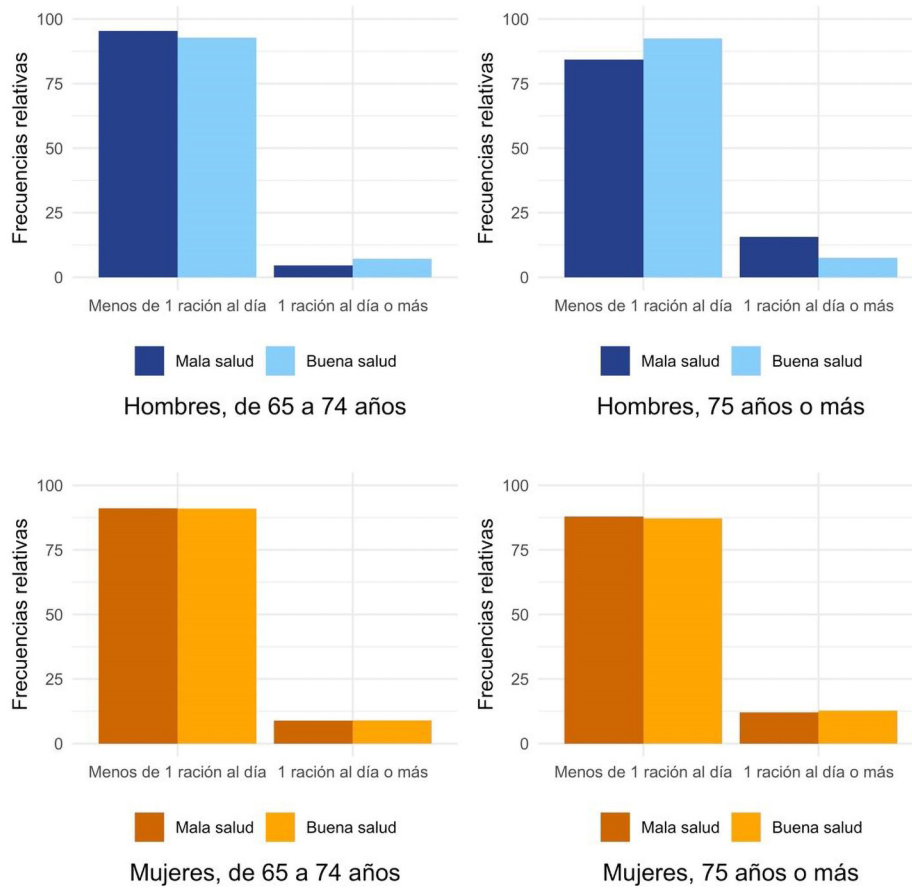 Frecuencias relativas
100
75
50
25
0
Menos de 1 ración al día 1 ración al día o más
Mala salud Buena salud
Hombres, de 65 a 74 años
Frecuencias relativas
100
75
50
25
0
Menos de 1 ración al día 1 ración al día o más
Mala salud Buena salud
Hombres, 75 años o más
Frecuencias relativas
100
75
50
25
0
Menos de 1 ración al día 1 ración al día o más
Mala salud Buena salud
Mujeres, de 65 a 74 años
Frecuencias relativas
100
75
50
25
0
Menos de 1 ración al día 1 ración al día o más
Mala salud Buena salud
Mujeres, 75 años o más